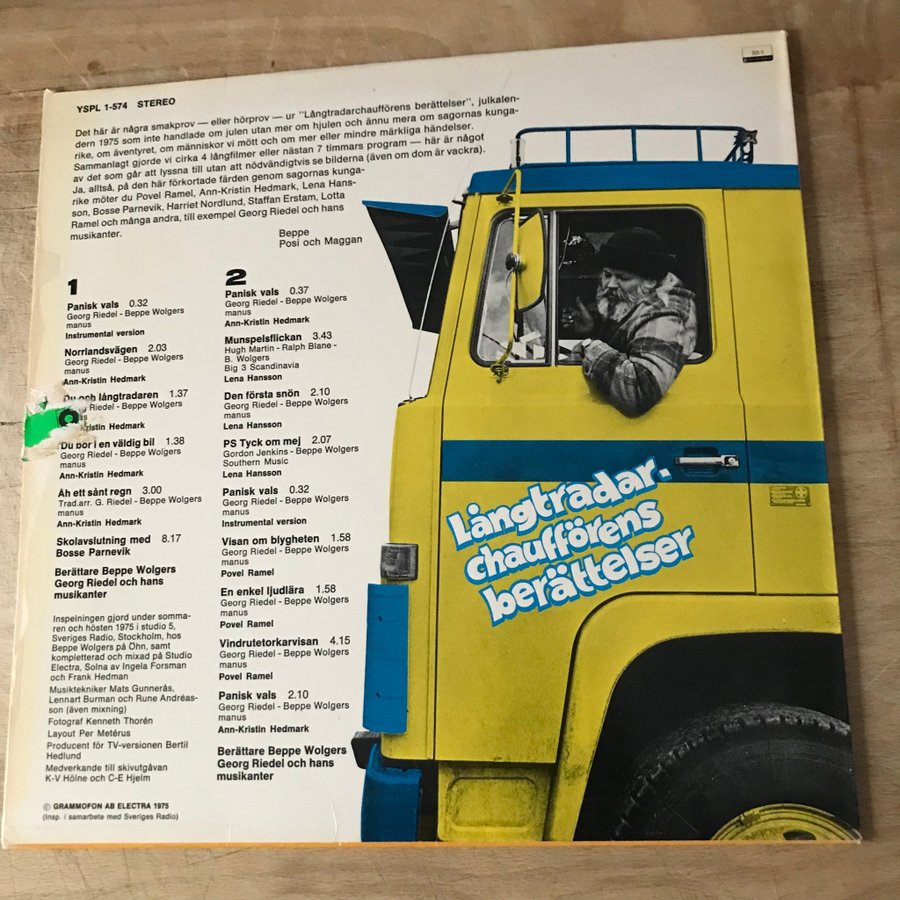 YSPL 1-574 STEREO
Det här är några smakprov — eller hörprov — ur "Långtradarchaufförens berättelser", julkalen-
dern 1975 som inte handlade om julen utan mer om hjulen och ännu mera om sagornas kunga-
rike, om äventyret, om människor vi mött och om mer eller mindre märkliga händelser.
Sammanlagt gjorde vi cirka 4 långfilmer eller nästan 7 timmars program — här är något
av det som går att lyssna till utan att nödvändigtvis se bilderna (även om dom är vackra).
Ja, alltså, på den här förkortade färden genom sagornas kunga-
rike möter du Povel Ramel, Ann-Kristin Hedmark, Lena Hans-
son, Bosse Parnevik, Harriet Nordlund, Staffan Erstam, Lotta
Ramel och många andra, till exempel Georg Riedel och hans
musikanter.
Beppe
Posi och Maggan
1
Panisk vals 0.32
Georg Riedel - Beppe Wolgers
manus
Instrumental version
Norrlandsvägen 2.03
Georg Riedel - Beppe Wolgers
manus
Ann-Kristin Hedmark
Du och långtradaren 1.37
Riedel - Beppe Wolgers
Hedmark
Du bor i en väldig bil 1.38
Georg Riedel - Beppe Wolgers
manus
Ann-Kristin Hedmark
Åh ett sånt regn 3.00
Trad.arr. G. Riedel - Beppe Wolgers
manus
Ann-Kristin Hedmark
Skolavslutning med 8.17
Bosse Parnevik
Berättare Beppe Wolgers
Georg Riedel och hans
musikanter
Inspelningen gjord under somma-
ren och hösten 1975 i studio 5,
Sveriges Radio, Stockholm, hos
Beppe Wolgers på Öhn, samt
kompletterad och mixad på Studio
Electra, Solna av Ingela Forsman
och Frank Hedman
Musiktekniker Mats Gunnerås,
Lennart Burman och Rune Andréas-
son (även mixning)
Fotograf Kenneth Thorén
Layout Per Metérus
Producent för TV-versionen Bertil
Hedlund
Medverkande till skivutgåvan
K-V Hölne och C-E Hjelm
© GRAMMOFON AB ELECTRA 1975
(Insp. i samarbete med Sveriges Radio)
2
Panisk vals 0.37
Georg Riedel - Beppe Wolgers
manus
Ann-Kristin Hedmark
Munspelsflickan 3.43
Hugh Martin - Ralph Blane -
B. Wolgers
Big 3 Scandinavia
Lena Hansson
Den första snön 2.10
Georg Riedel - Beppe Wolgers
manus
Lena Hansson
PS Tyck om mej 2.07
Gordon Jenkins - Beppe Wolgers
Southern Music
Lena Hansson
Panisk vals 0.32
Georg Riedel - Beppe Wolgers
manus
Instrumental version
Visan om blygheten 1.58
Georg Riedel - Beppe Wolgers
manus
Povel Ramel
En enkel ljudlära 1.58
Georg Riedel - Beppe Wolgers
manus
Povel Ramel
Vindrutetorkarvisan 4.15
Georg Riedel - Beppe Wolgers
manus
Povel Ramel
Panisk vals 2.10
Georg Riedel - Beppe Wolgers
manus
Ann-Kristin Hedmark
Berättare Beppe Wolgers
Georg Riedel och hans
musikanter
Långtradar-
chaufförens
berättelser